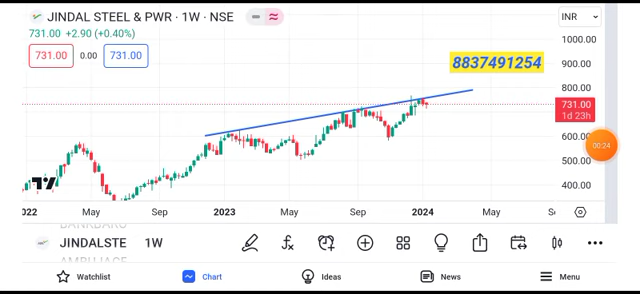 JINDAL STEEL & PWR · 1W · NSE
INR
731.00 +2.90 (+0.40%)
731.00 0.00 731.00
1000.00
900.00
8837491254
800.00
731.00
1d 23h
600.00
00:24
500.00
400.00
2022 May Sep 2023 May Sep 2024 May
JINDALSTE 1W
Watchlist Chart Ideas News Menu